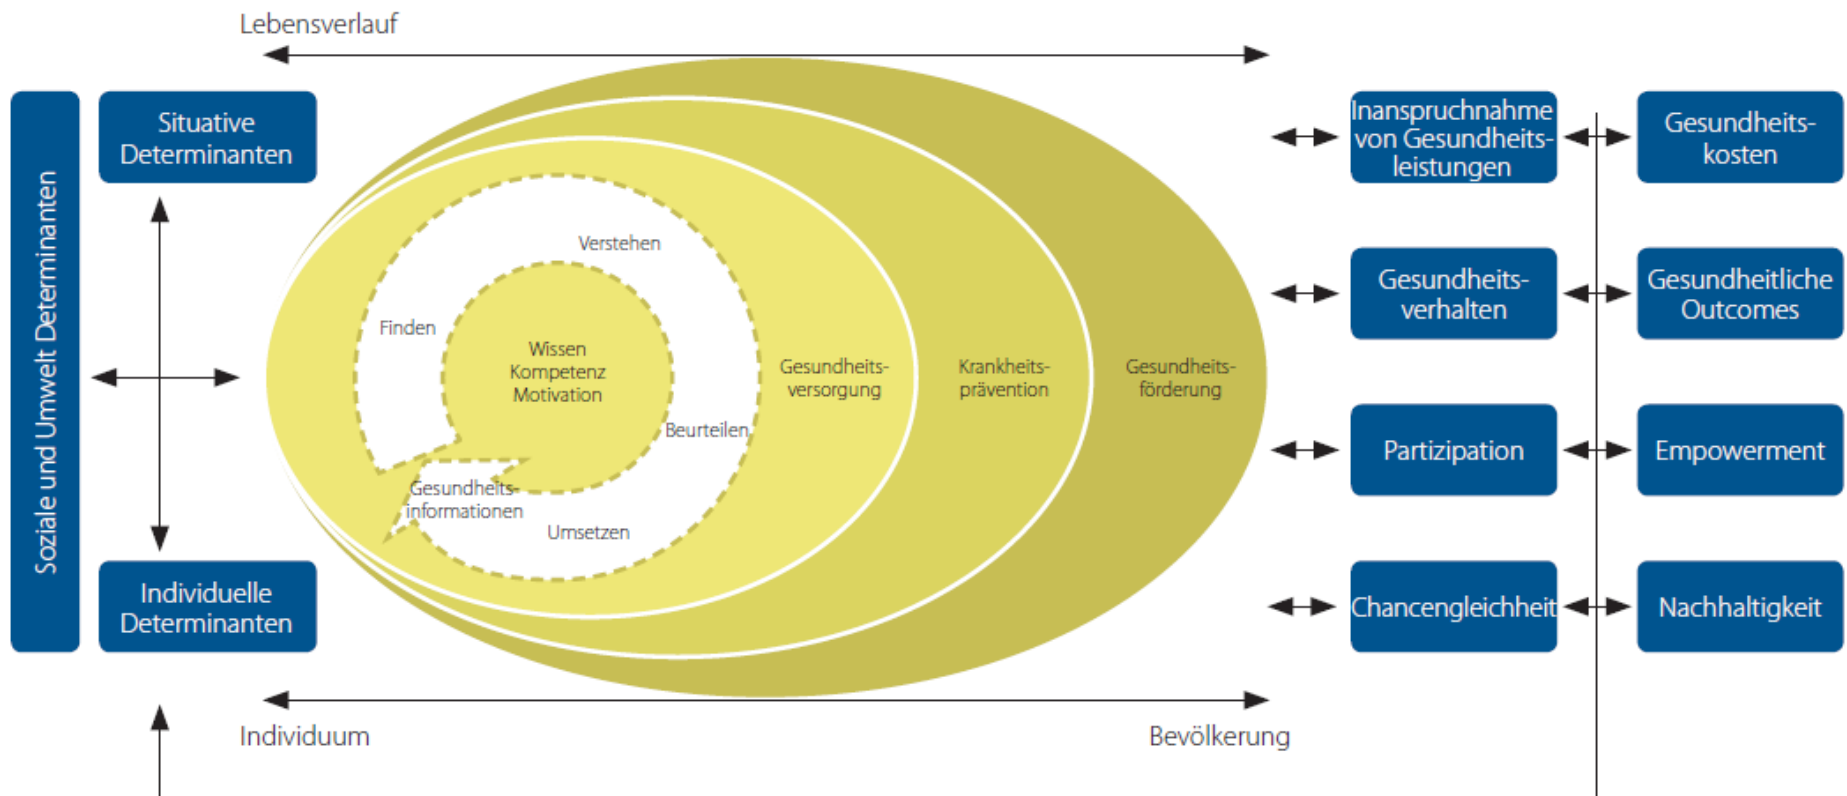 Lebensverlauf
Soziale und Umwelt Determinanten
Situative
Determinanten
Individuelle
Determinanten
Verstehen
Finden
Wissen
Kompetenz
Motivation
Beurteilen
Gesundheits-
informationen
Umsetzen
Gesundheits-
versorgung
Krankheits-
prävention
Gesundheits-
förderung
Individuum
Bevölkerung
Inanspruchnahme
von Gesundheits-
leistungen
Gesundheits-
kosten
Gesundheits-
verhalten
Gesundheitliche
Outcomes
Partizipation
Empowerment
Chancengleichheit
Nachhaltigkeit